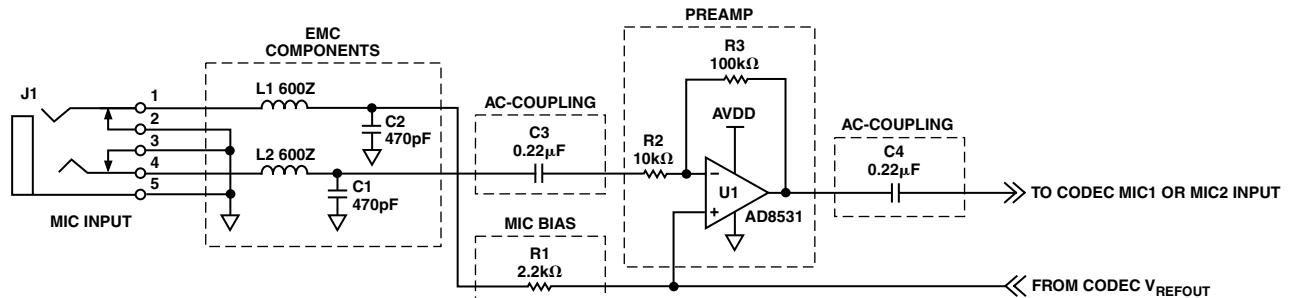 PREAMP
EMC
COMPONENTS
R3
100kΩ
J1
1
L1 600Z
AC-COUPLING
AVDD
AC-COUPLING
2
C2
470pF
C3
0.22µF
R2
10kΩ
C4
0.22µF
3
L2 600Z
4
–
U1
+
AD8531
TO CODEC MIC1 OR MIC2 INPUT
5
C1
470pF
MIC INPUT
MIC BIAS
R1
2.2kΩ
FROM CODEC VREFOUT